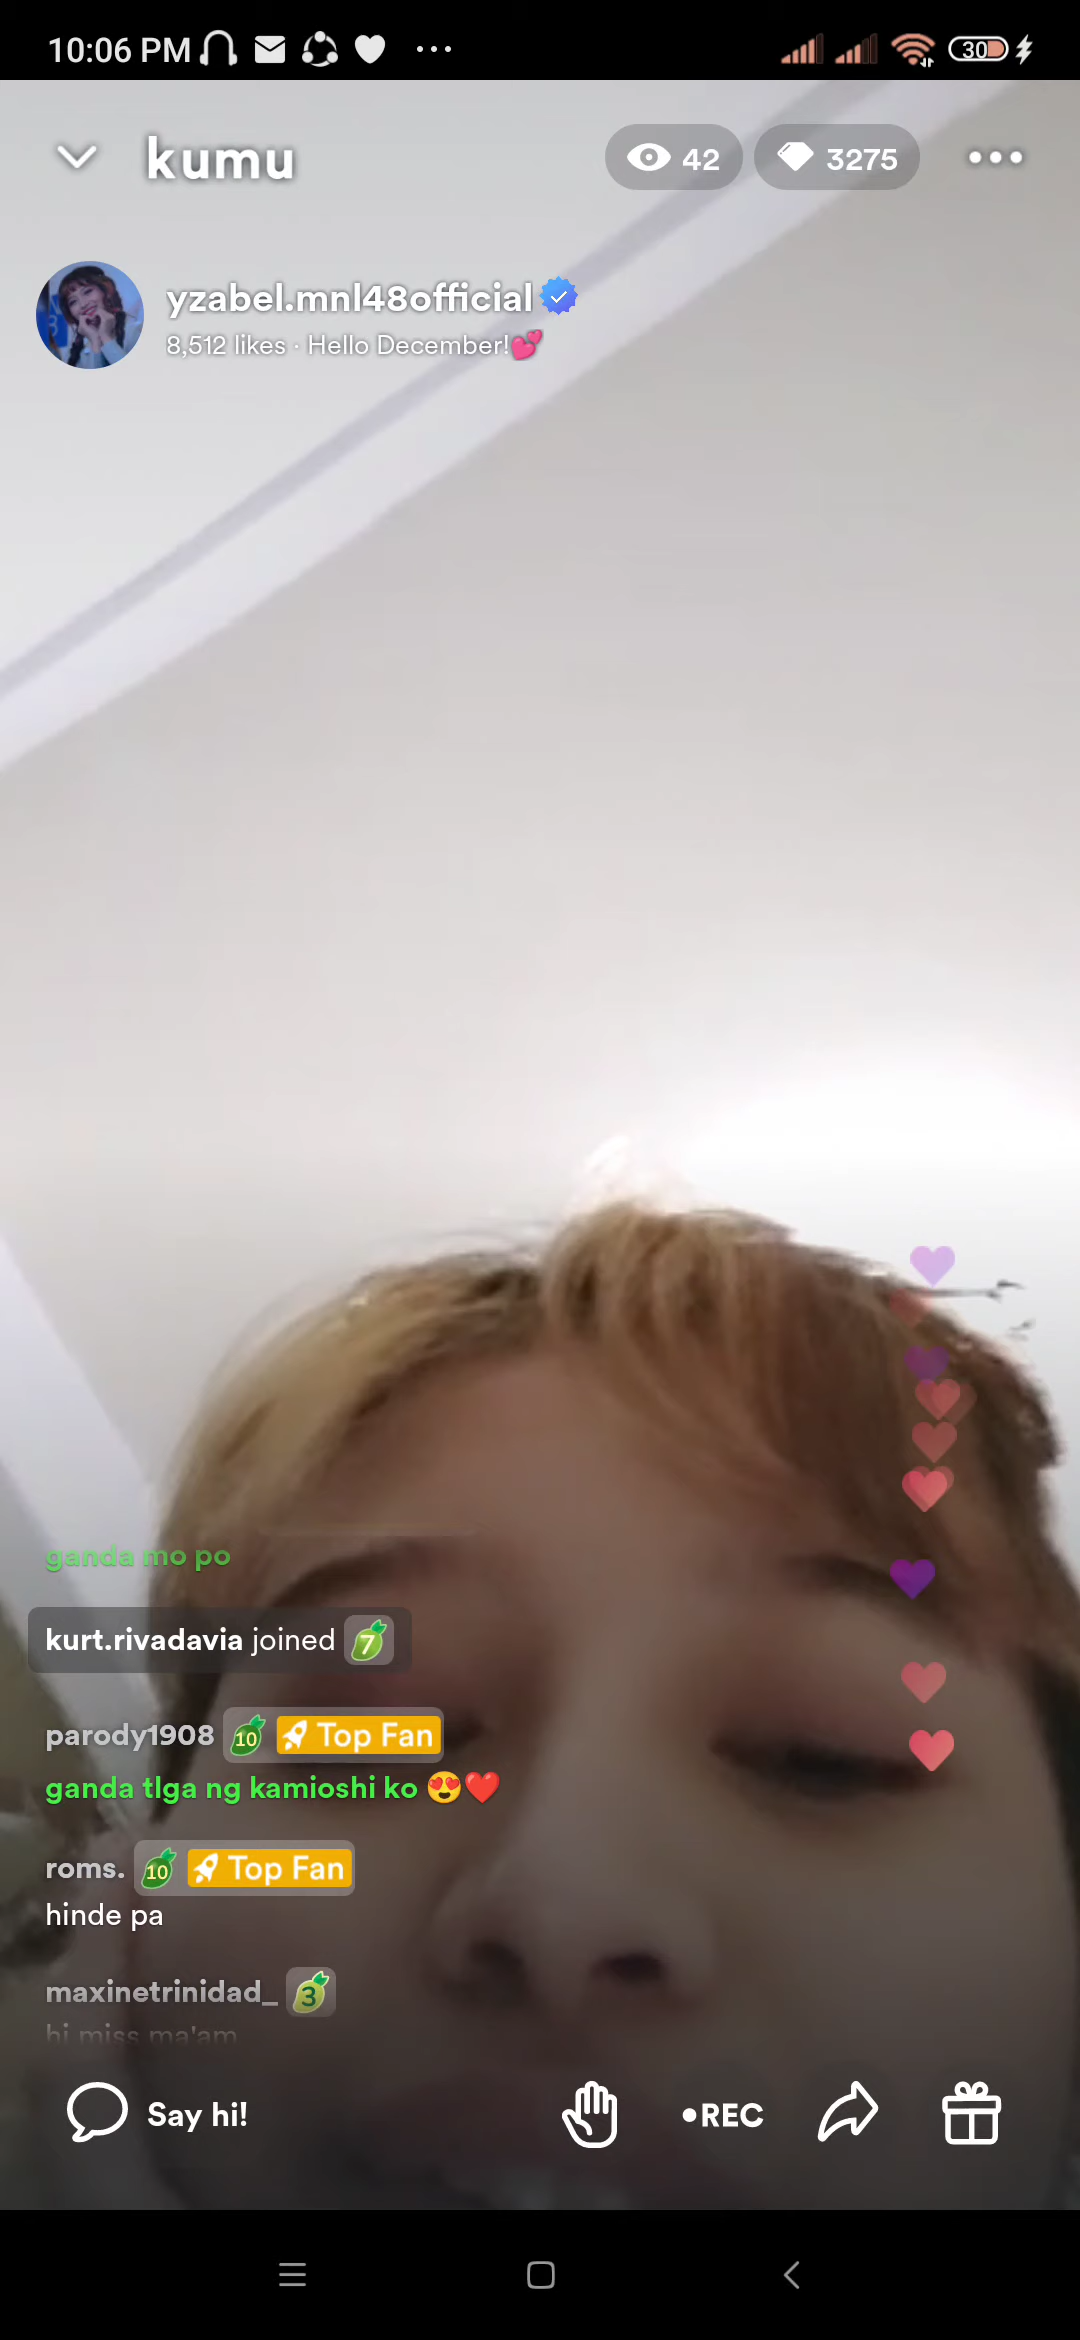 10:06 PM
30
kumu
42
3275
yzabel.mnl48official
8,512 likes · Hello December!💕
ganda mo po
kurt.rivadavia joined 7
parody1908 10 Top Fan
ganda tlga ng kamioshi ko 😍❤️
roms. 10 Top Fan
hinde pa
maxinetrinidad_ 3
hi miss ma'am
Say hi!
•REC